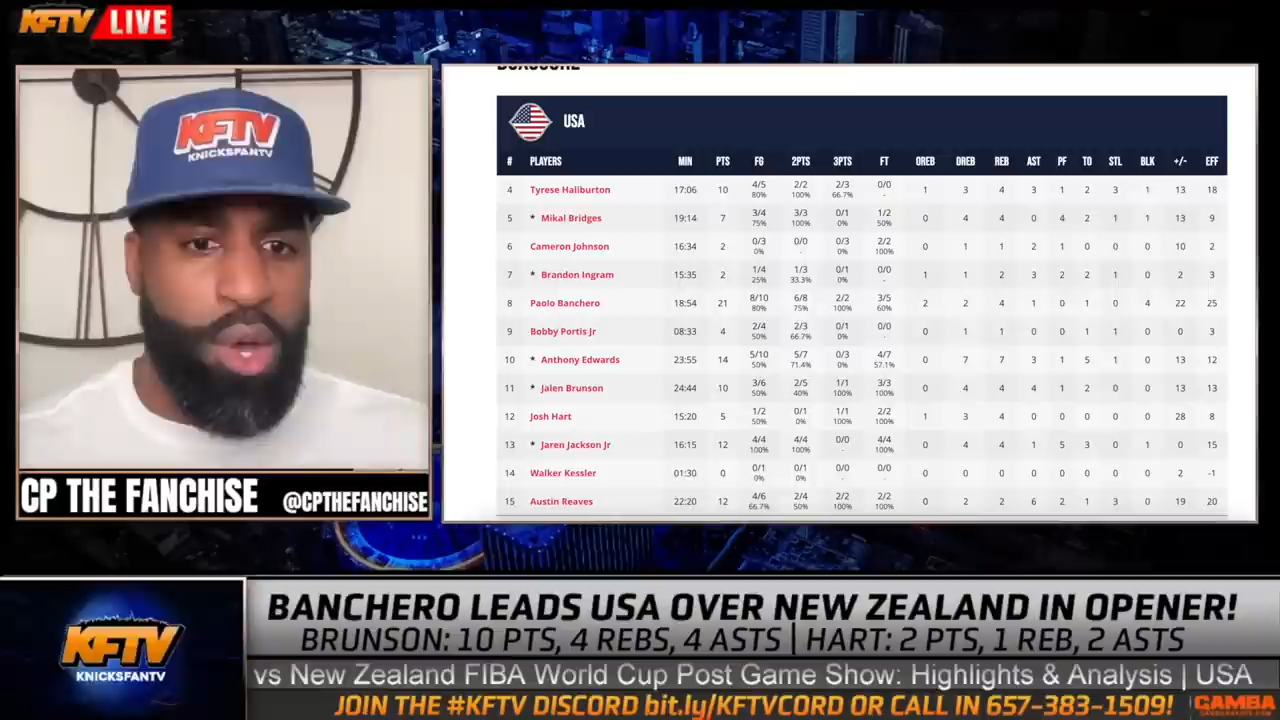 KFTV LIVE
BOXSCORE
KFTV
KNICKSFANTV
USA
# PLAYERS MIN PTS FG 2PTS 3PTS FT OREB DREB REB AST PF TO STL BLK +/- EFF
4 Tyrese Haliburton 17:06 10 4/5 80% 2/2 100% 2/3 66.7% 0/0 - 1 3 4 3 1 2 3 1 13 18
5 * Mikal Bridges 19:14 7 3/4 75% 3/3 100% 0/1 0% 1/2 50% 0 4 4 0 4 2 1 1 13 9
6 Cameron Johnson 16:34 2 0/3 0% 0/0 - 0/3 0% 2/2 100% 0 1 1 2 1 0 0 0 10 2
7 * Brandon Ingram 15:35 2 1/4 25% 1/3 33.3% 0/1 0% 0/0 - 1 1 2 3 2 2 1 0 2 3
8 Paolo Banchero 18:54 21 8/10 80% 6/8 75% 2/2 100% 3/5 60% 2 2 4 1 0 1 0 4 22 25
9 Bobby Portis Jr 08:33 4 2/4 50% 2/3 66.7% 0/1 0% 0/0 - 0 1 1 0 0 1 1 0 0 3
10 * Anthony Edwards 23:55 14 5/10 50% 5/7 71.4% 0/3 0% 4/7 57.1% 0 7 7 3 1 5 1 0 13 12
11 * Jalen Brunson 24:44 10 3/6 50% 2/5 40% 1/1 100% 3/3 100% 0 4 4 4 1 2 0 0 13 13
12 Josh Hart 15:20 5 1/2 50% 0/1 0% 1/1 100% 2/2 100% 1 3 4 0 0 0 0 0 28 8
13 * Jaren Jackson Jr 16:15 12 4/4 100% 4/4 100% 0/0 - 4/4 100% 0 4 4 1 5 3 0 1 0 15
14 Walker Kessler 01:30 0 0/1 0% 0/1 0% 0/0 - 0/0 - 0 0 0 0 0 0 0 0 2 -1
15 Austin Reaves 22:20 12 4/6 66.7% 2/4 50% 2/2 100% 2/2 100% 0 2 2 6 2 1 3 0 19 20
CP THE FANCHISE @CPTHEFANCHISE
KFTV
KNICKSFANTV
BANCHERO LEADS USA OVER NEW ZEALAND IN OPENER!
BRUNSON: 10 PTS, 4 REBS, 4 ASTS | HART: 2 PTS, 1 REB, 2 ASTS
vs New Zealand FIBA World Cup Post Game Show: Highlights & Analysis | USA
JOIN THE #KFTV DISCORD bit.ly/KFTVCORD OR CALL IN 657-383-1509!
GAMBA